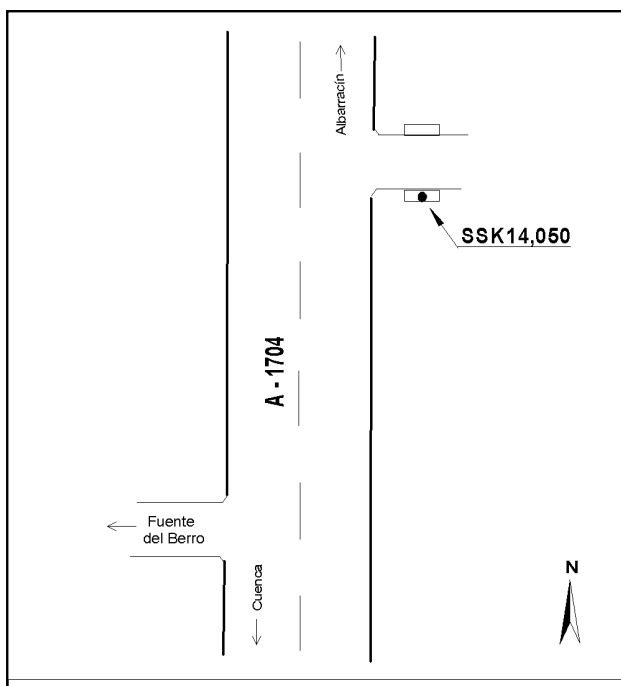 Albarracín
SSK14,050
A - 1704
Fuente
del Berro
Cuenca
N